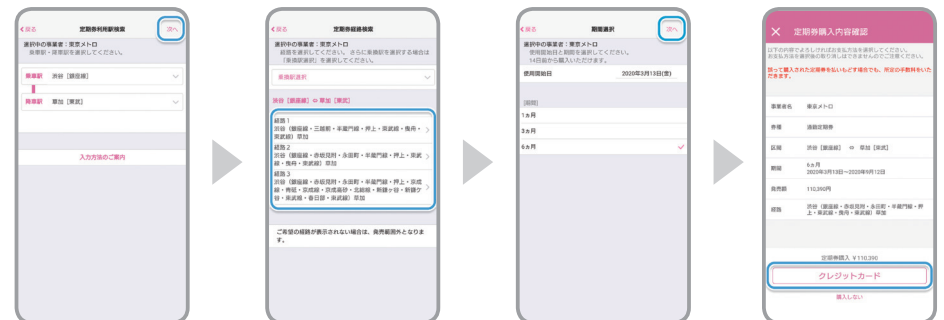 く戻る
定期券利用駅検索
次へ
選択中の事業者：東京メトロ
乗車駅・降車駅を選択してください。
乗車駅 渋谷 [銀座線]
降車駅 草加 [東武]
入力方法のご案内
く戻る
定期券経路検索
選択中の事業者：東京メトロ
経路を選択してください。さらに乗換駅を選択する場合は
「乗換駅選択」を選択してください。
乗換駅選択
渋谷 [銀座線] ⇔ 草加 [東武]
経路1
渋谷（銀座線・三越前・半蔵門線・押上・東武線・曳舟・
東武線）草加
経路2
渋谷（銀座線・赤坂見附・永田町・半蔵門線・押上・東武
線・曳舟・東武線）草加
経路3
渋谷（銀座線・赤坂見附・永田町・半蔵門線・押上・京成
線・青砥・京成線・京成高砂・北総線・新鎌ヶ谷・新鎌ケ
谷・東武線・春日部・東武線）草加
ご希望の経路が表示されない場合は、発売範囲外となりま
す。
く戻る
期間選択
次へ
選択中の事業者：東京メトロ
使用開始日と期間を選択してください。
14日前から購入いただけます。
使用開始日 2020年3月13日(金)
[期間]
1ヵ月
3ヵ月
6ヵ月
定期券購入内容確認
以下の内容でよろしければお支払方法を選択してください。
お支払方法を選択後の取り消しはできませんのでご注意ください。
誤って購入された定期券を払いもどす場合でも、所定の手数料をいた
だきます。
事業者名 東京メトロ
券種 通勤定期券
区間 渋谷 [銀座線] ⇔ 草加 [東武]
期間 6ヵ月
2020年3月13日～2020年9月12日
発売額 110,390円
経路 渋谷（銀座線・赤坂見附・永田町・半蔵門線・押
上・東武線・曳舟・東武線）草加
定期券購入 ￥110,390
クレジットカード
購入しない